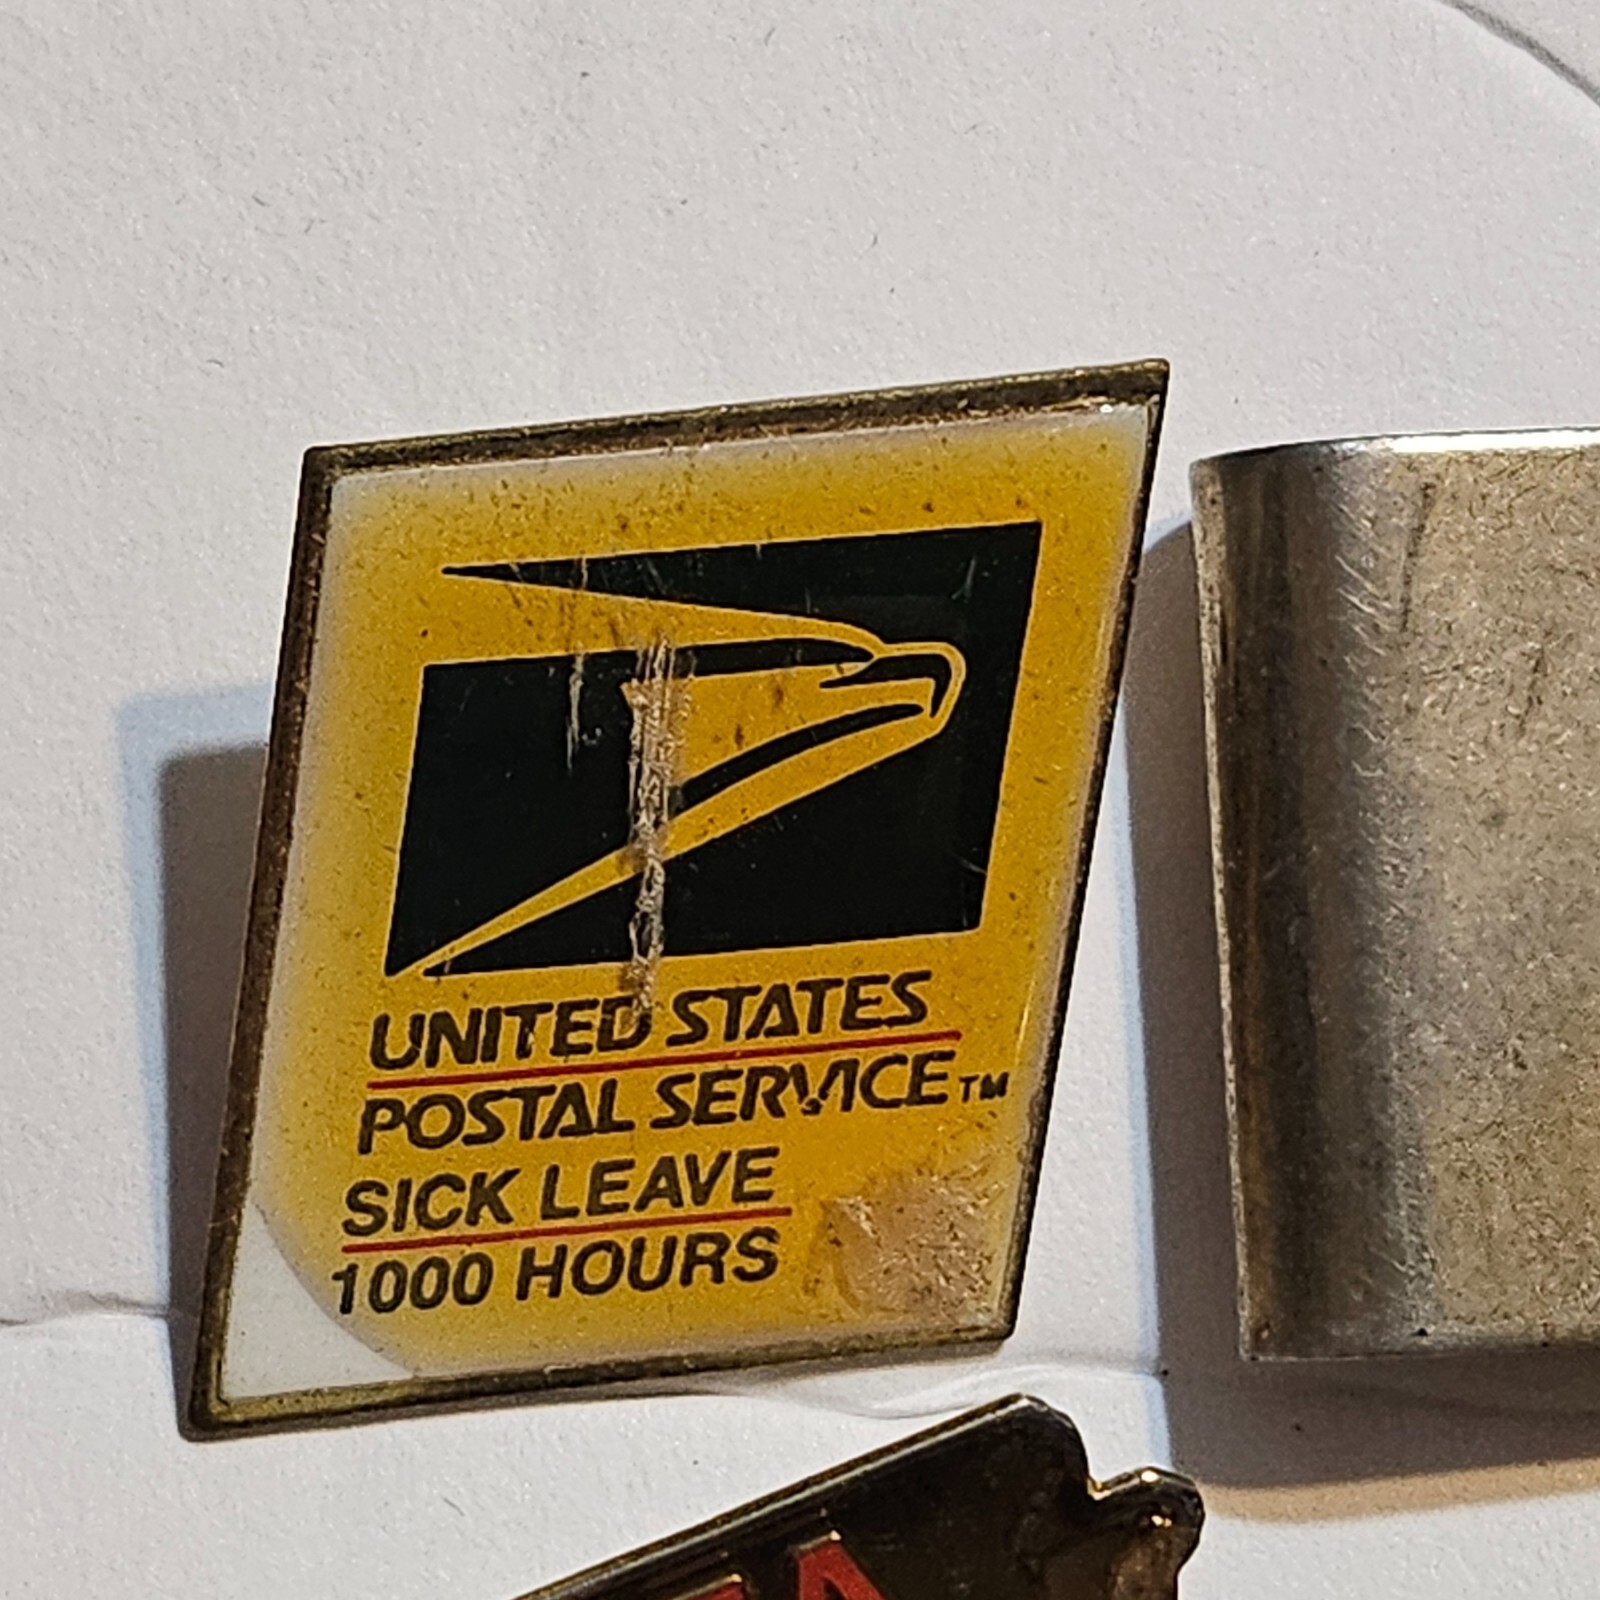 UNITED STATES
POSTAL SERVICE™
SICK LEAVE
1000 HOURS